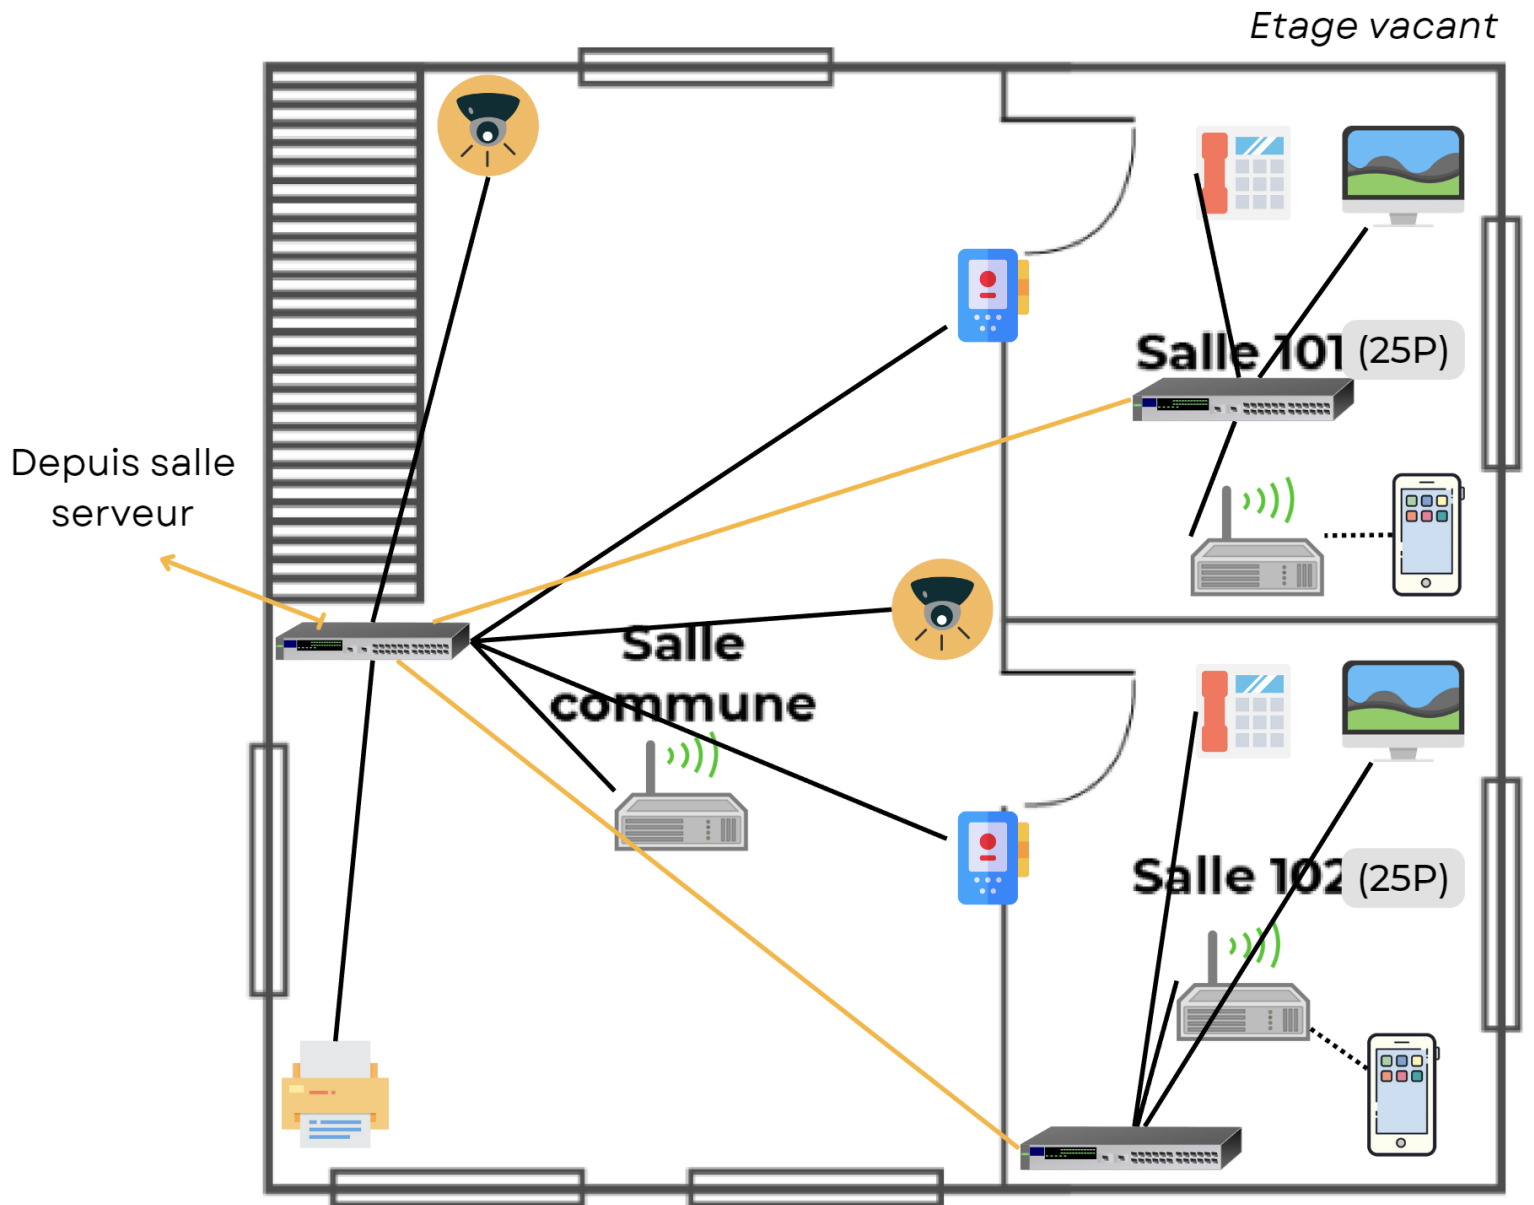 Etage vacant
Salle 101 (25P)
Depuis salle
serveur
Salle
commune
Salle 102 (25P)